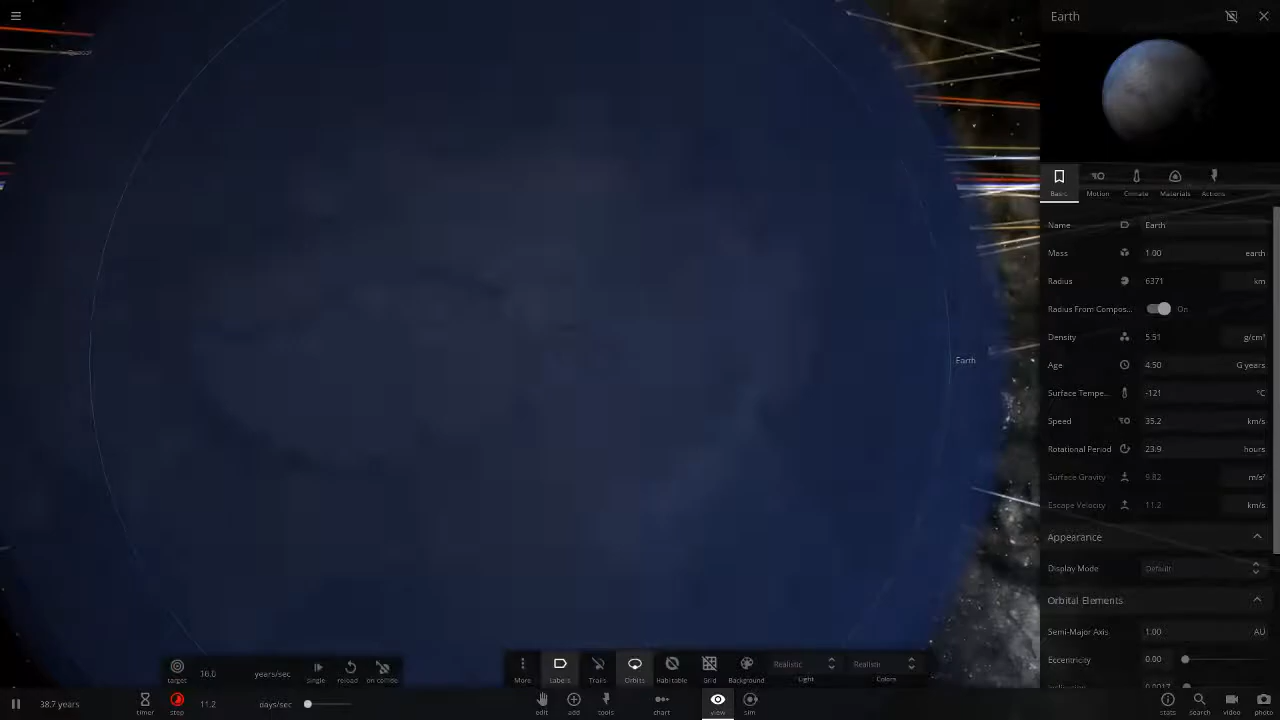 Earth
Basic
Motion
Climate
Materials
Actions
Name Earth
Mass 1.00 earth
Radius 6371 km
Radius From Compos... On
Density 5.51 g/cm³
Age 4.50 G years
Surface Tempe... -121 °C
Speed 35.2 km/s
Rotational Period 23.9 hours
Surface Gravity 9.82 m/s²
Escape Velocity 11.2 km/s
Appearance
Display Mode Default
Orbital Elements
Semi-Major Axis 1.00 AU
Eccentricity 0.00
Earth
target
years/sec
single
reload
on collide
More
Labels
Trails
Orbits
Habitable
Grid
Background
Realistic
Light
Realisti
Colors
38.7 years
timer
step
11.2 days/sec
edit
add
tools
chart
view
sim
stats
search
video
photo